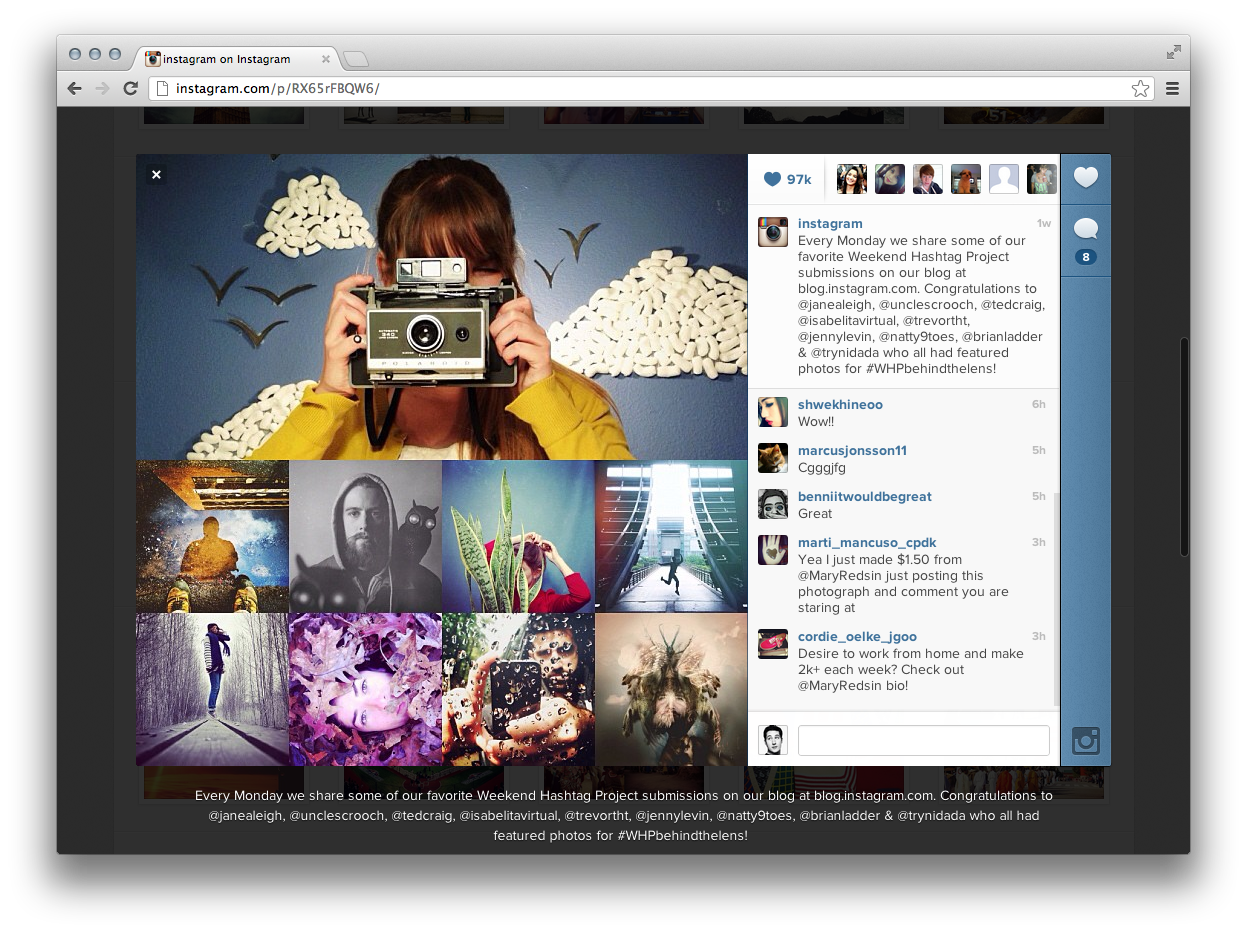 instagram on Instagram
instagram.com/p/RX65rFBQW6/
97k
instagram 1w
Every Monday we share some of our
favorite Weekend Hashtag Project
submissions on our blog at
blog.instagram.com. Congratulations to
@janealeigh, @unclescrooch, @tedcraig,
@isabelitavirtual, @trevortht,
@jennylevin, @natty9toes, @brianladder
& @trynidada who all had featured
photos for #WHPbehindthelens!
8
shwekhineoo 6h
Wow!!
marcusjonsson11 5h
Cgggjfg
benniitwouldbegreat 5h
Great
marti_mancuso_cpdk 3h
Yea I just made $1.50 from
@MaryRedsin just posting this
photograph and comment you are
staring at
cordie_oelke_jgoo 3h
Desire to work from home and make
2k+ each week? Check out
@MaryRedsin bio!
AUTOMATIC
340
POLAROID
Every Monday we share some of our favorite Weekend Hashtag Project submissions on our blog at blog.instagram.com. Congratulations to
@janealeigh, @unclescrooch, @tedcraig, @isabelitavirtual, @trevortht, @jennylevin, @natty9toes, @brianladder & @trynidada who all had
featured photos for #WHPbehindthelens!